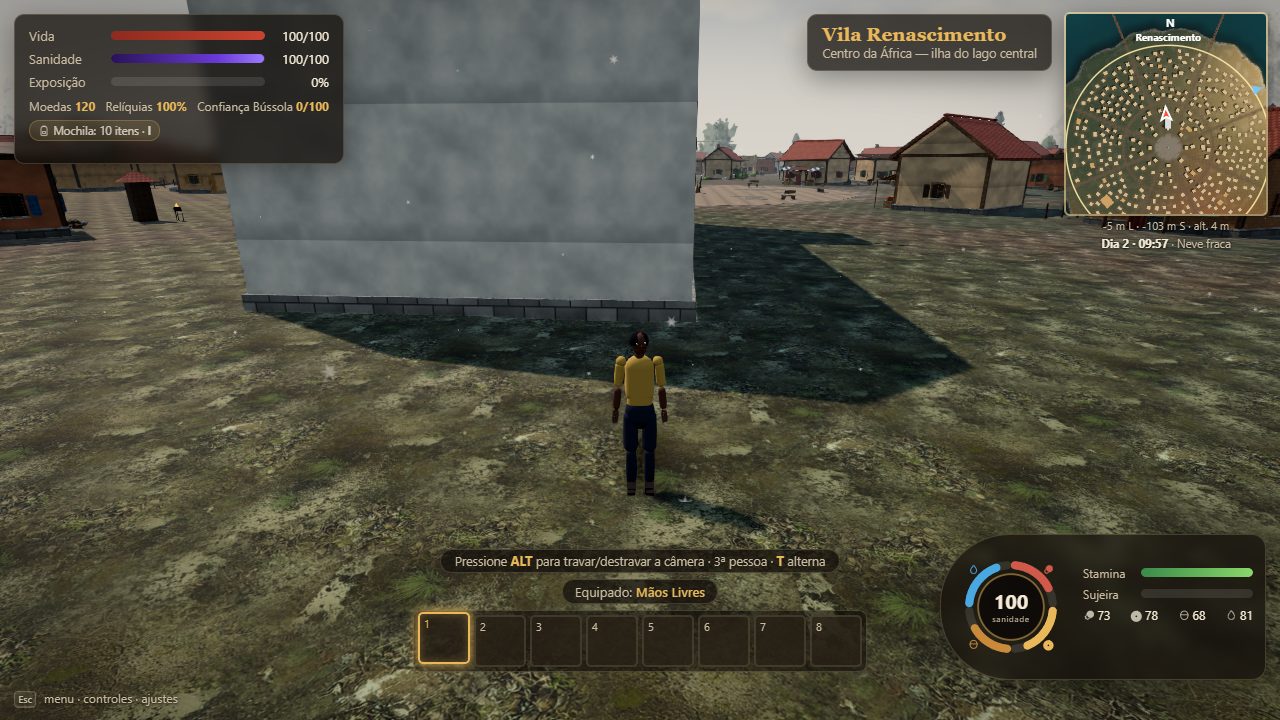 Vida 100/100
Sanidade 100/100
Exposição 0%
Moedas 120 Relíquias 100% Confiança Bússola 0/100
Mochila: 10 itens · I
Vila Renascimento
Centro da África — ilha do lago central
N
Renascimento
-5 m L · -103 m S · alt. 4 m
Dia 2 · 09:57 · Neve fraca
Pressione ALT para travar/destravar a câmera · 3ª pessoa · T alterna
Equipado: Mãos Livres
1 2 3 4 5 6 7 8
100
sanidade
Stamina
Sujeira
73 78 68 81
Esc menu · controles · ajustes